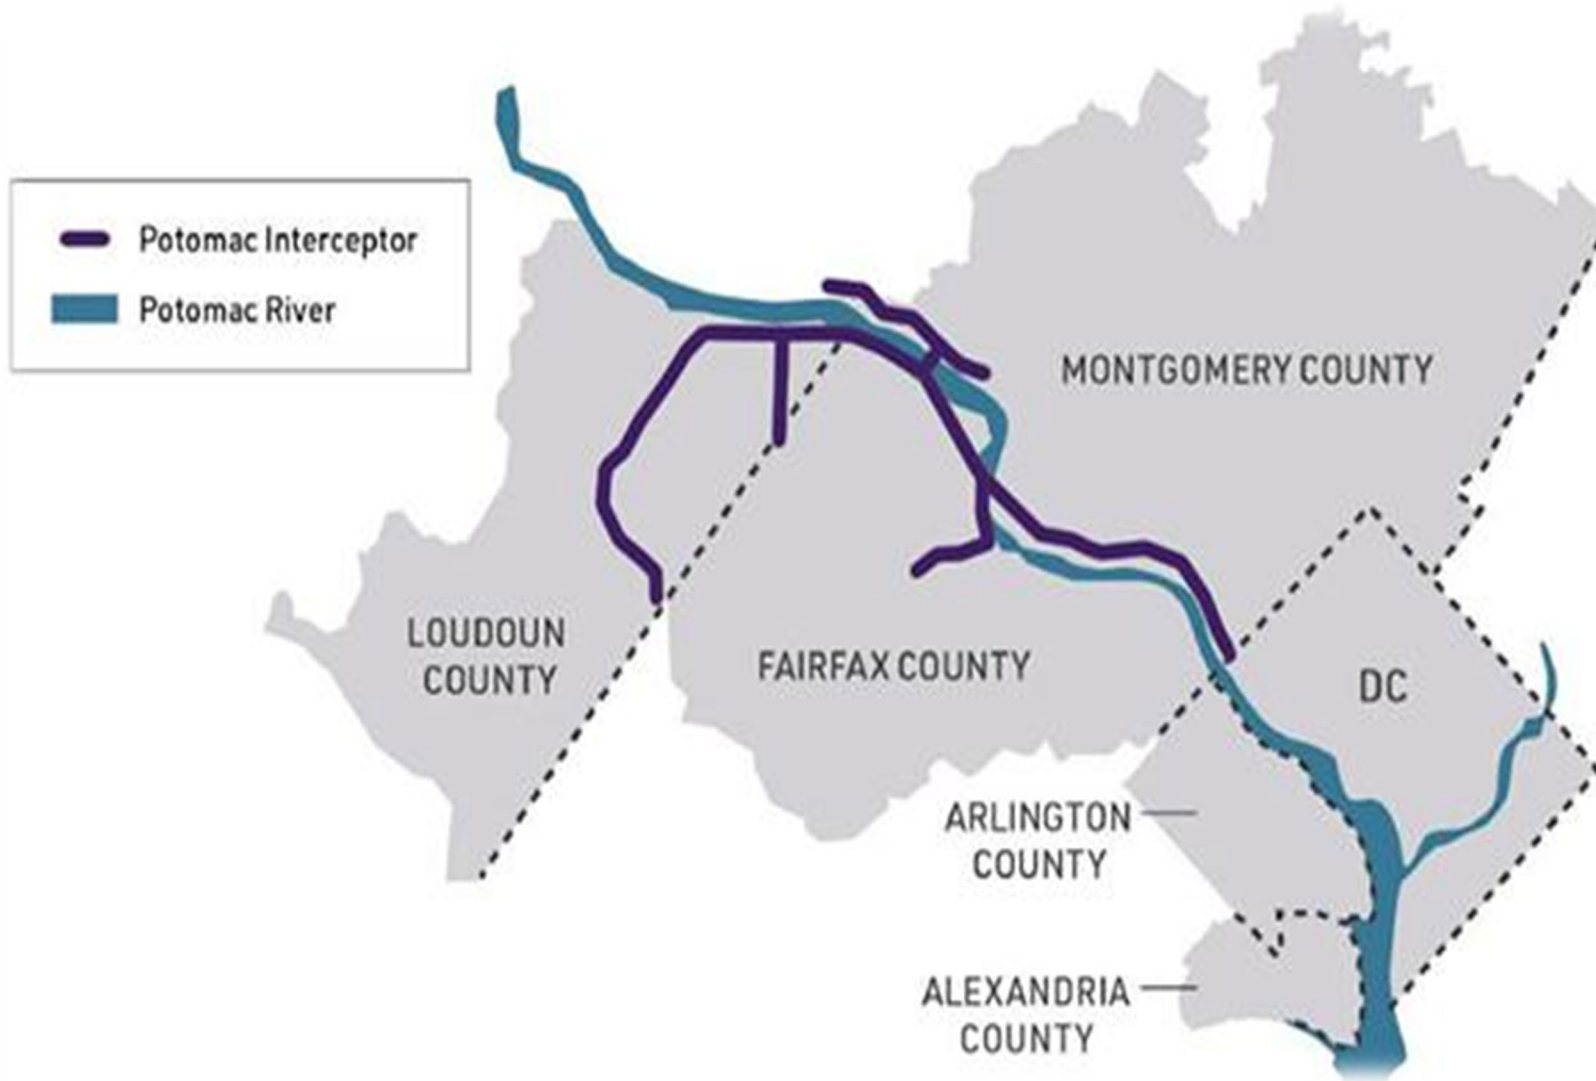 Potomac Interceptor
Potomac River
MONTGOMERY COUNTY
LOUDOUN
COUNTY
FAIRFAX COUNTY
DC
ARLINGTON
COUNTY
ALEXANDRIA
COUNTY